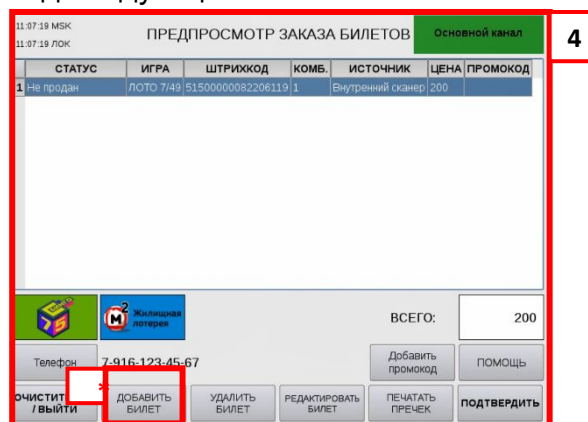 11:07:19 MSK
11:07:19 ЛОК
ПРЕДПРОСМОТР ЗАКАЗА БИЛЕТОВ
Основной канал
4
СТАТУС ИГРА ШТРИХКОД КОМБ. ИСТОЧНИК ЦЕНА ПРОМОКОД
1 Не продан ЛОТО 7/49 51500000082206119 1 Внутренний сканер 200
75
М2 Жилищная
лотерея
ВСЕГО: 200
Телефон 7-916-123-45-67
Добавить
промокод
ПОМОЩЬ
*
/ ВЫЙТИ
ДОБАВИТЬ
БИЛЕТ
УДАЛИТЬ
БИЛЕТ
РЕДАКТИРОВАТЬ
БИЛЕТ
ПЕЧАТАТЬ
ПРЕЧЕК
ПОДТВЕРДИТЬ